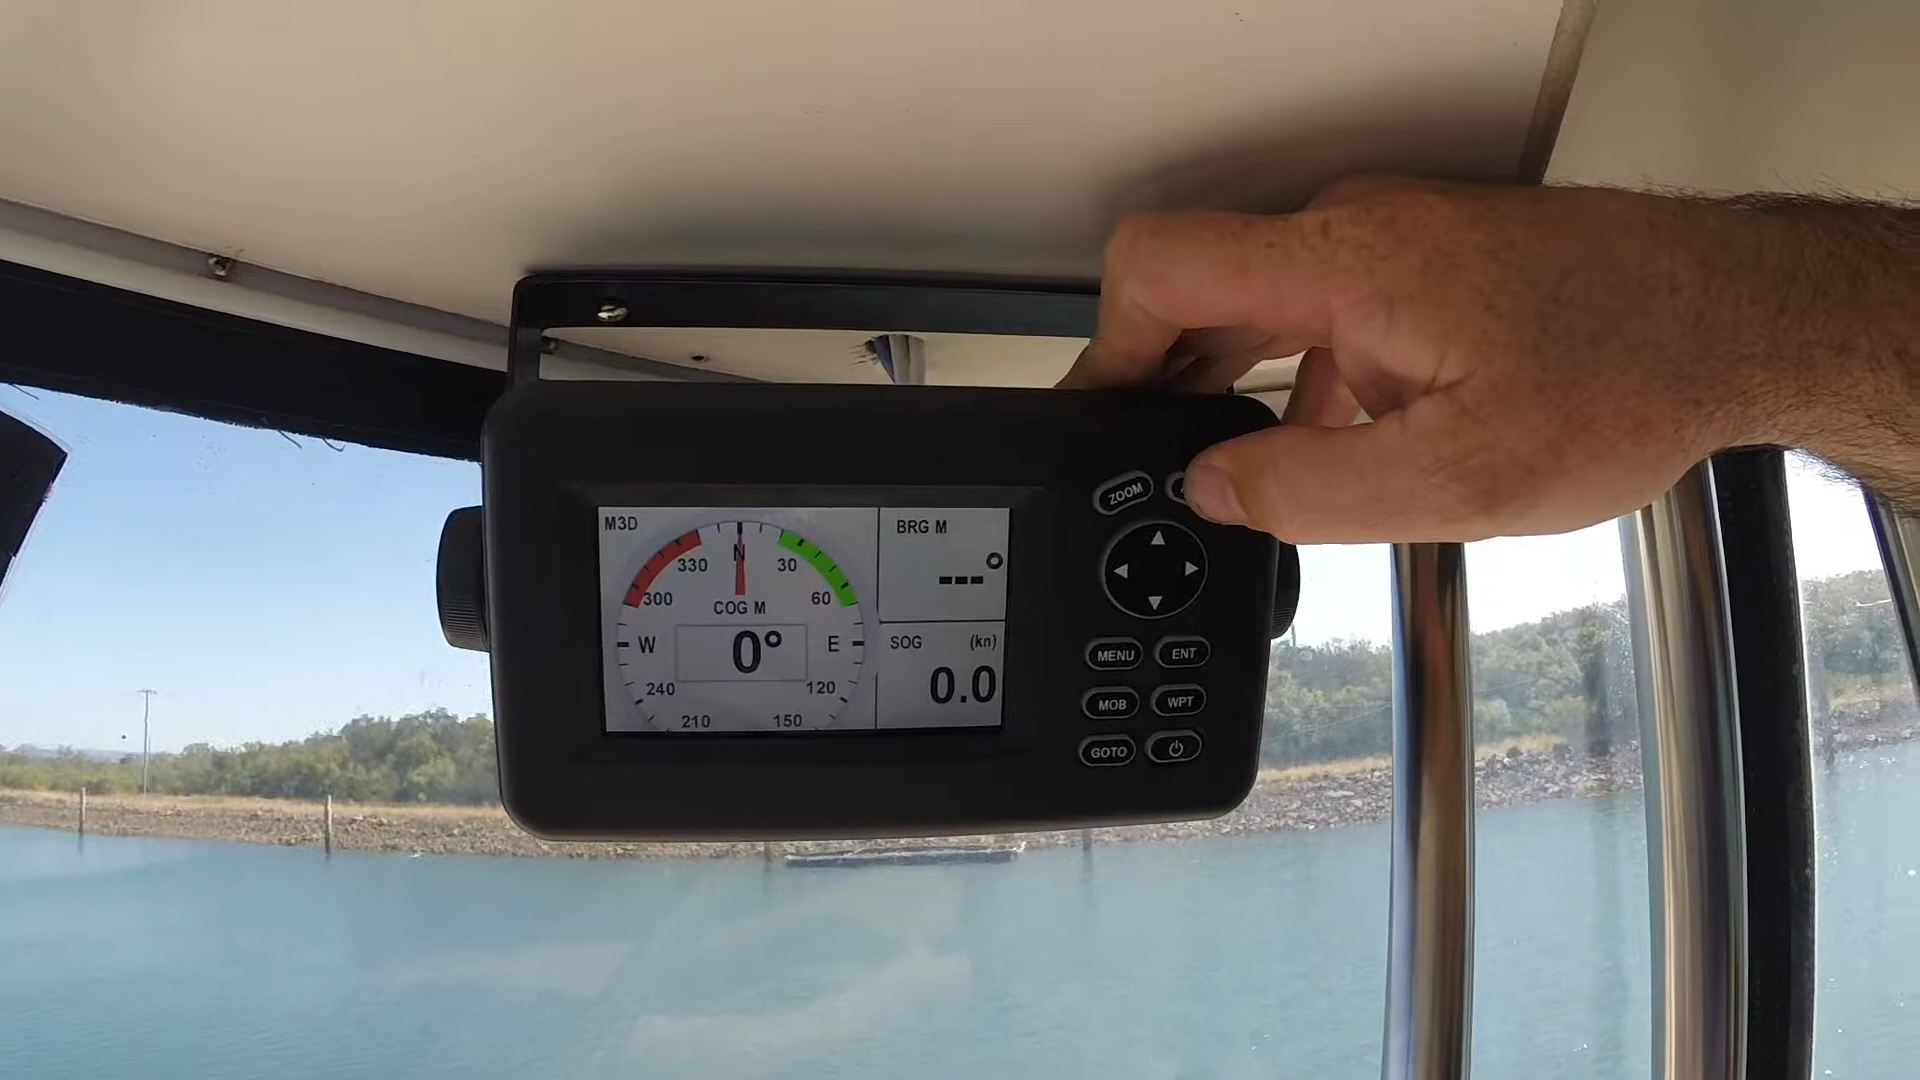 ZOOM
M3D
N
330
30
300
60
COG M
W
0°
E
240
120
210
150
BRG M
---°
SOG (kn)
0.0
MENU
ENT
MOB
WPT
GOTO